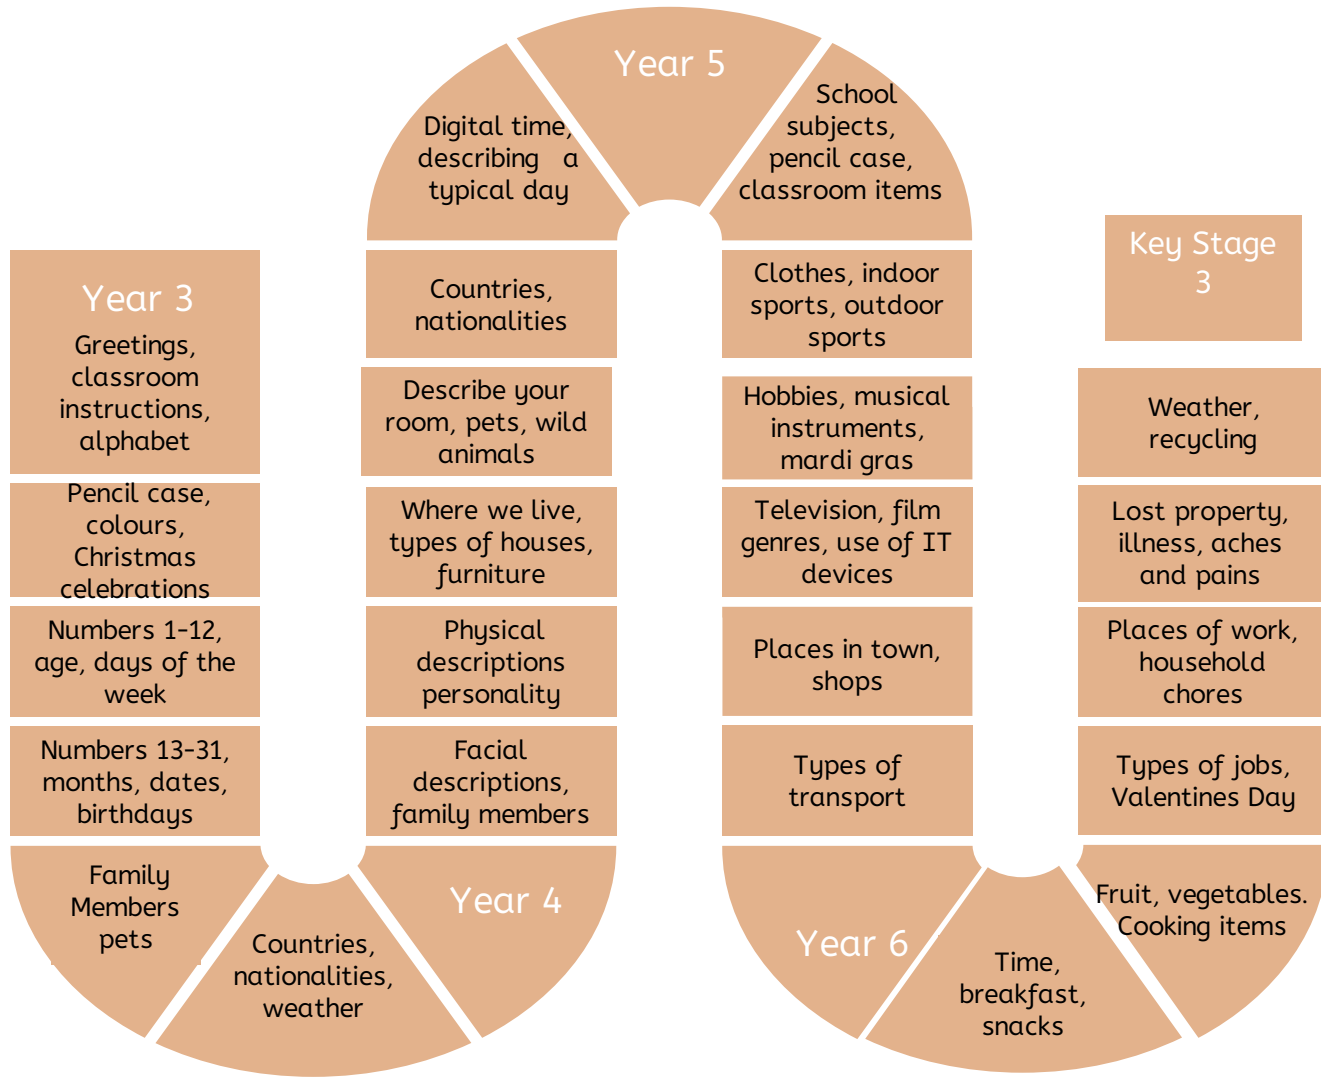 Year 3
Greetings,
classroom
instructions,
alphabet
Pencil case,
colours,
Christmas
celebrations
Numbers 1-12,
age, days of the
week
Numbers 13-31,
months, dates,
birthdays
Family
Members
pets
Countries,
nationalities,
weather
Year 4
Facial
descriptions,
family members
Physical
descriptions
personality
Where we live,
types of houses,
furniture
Describe your
room, pets, wild
animals
Countries,
nationalities
Digital time,
describing a
typical day
Year 5
School
subjects,
pencil case,
classroom items
Clothes, indoor
sports, outdoor
sports
Hobbies, musical
instruments,
mardi gras
Television, film
genres, use of IT
devices
Places in town,
shops
Types of
transport
Year 6
Time,
breakfast,
snacks
Fruit, vegetables.
Cooking items
Types of jobs,
Valentines Day
Places of work,
household
chores
Lost property,
illness, aches
and pains
Weather,
recycling
Key Stage
3